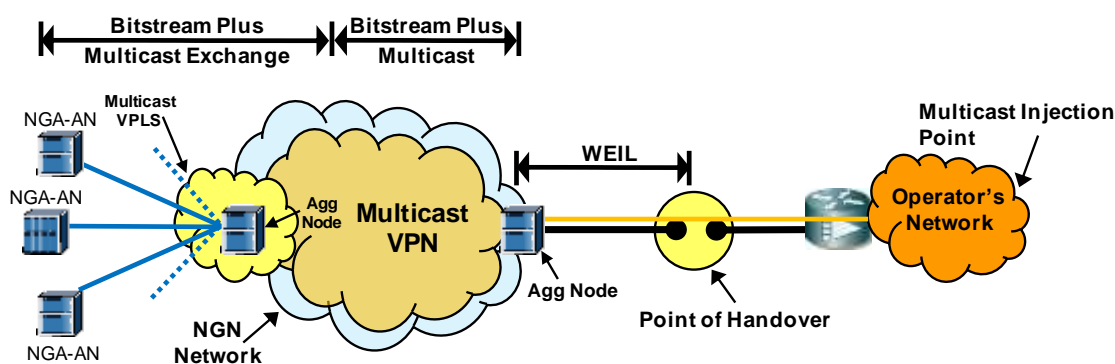 Bitstream Plus
Multicast Exchange
Bitstream Plus
Multicast
Multicast
VPLS
NGA-AN
NGA-AN
NGA-AN
Agg
Node
Multicast
VPN
NGN
Network
WEIL
Agg Node
Point of Handover
Multicast Injection
Point
Operator's
Network